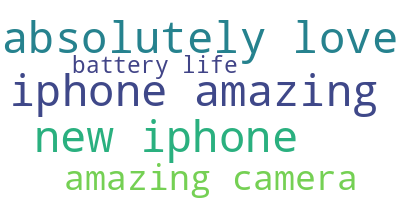 absolutely love
battery life
iphone amazing
new iphone
amazing camera